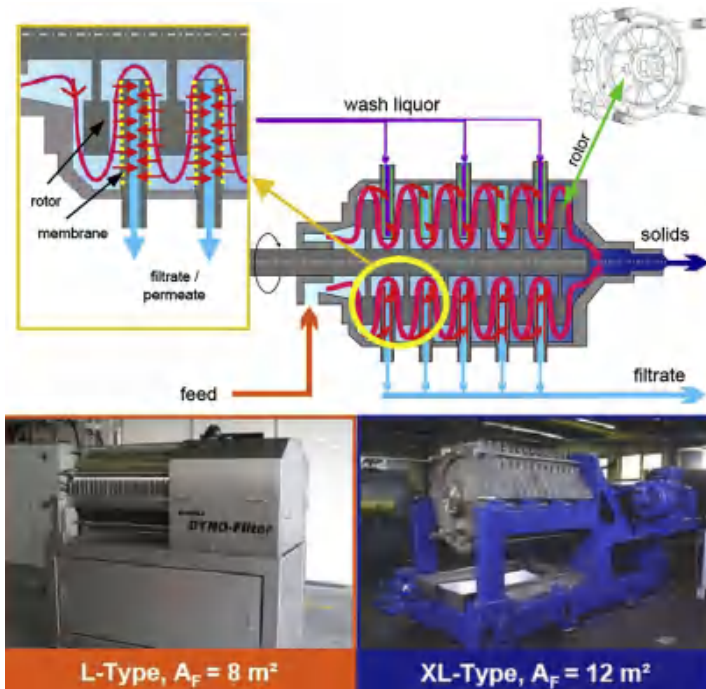 wash liquor
rotor
rotor
membrane
filtrate /
permeate
solids
feed
filtrate
DYNO-Filter
L-Type, A_F = 8 m²
XL-Type, A_F = 12 m²